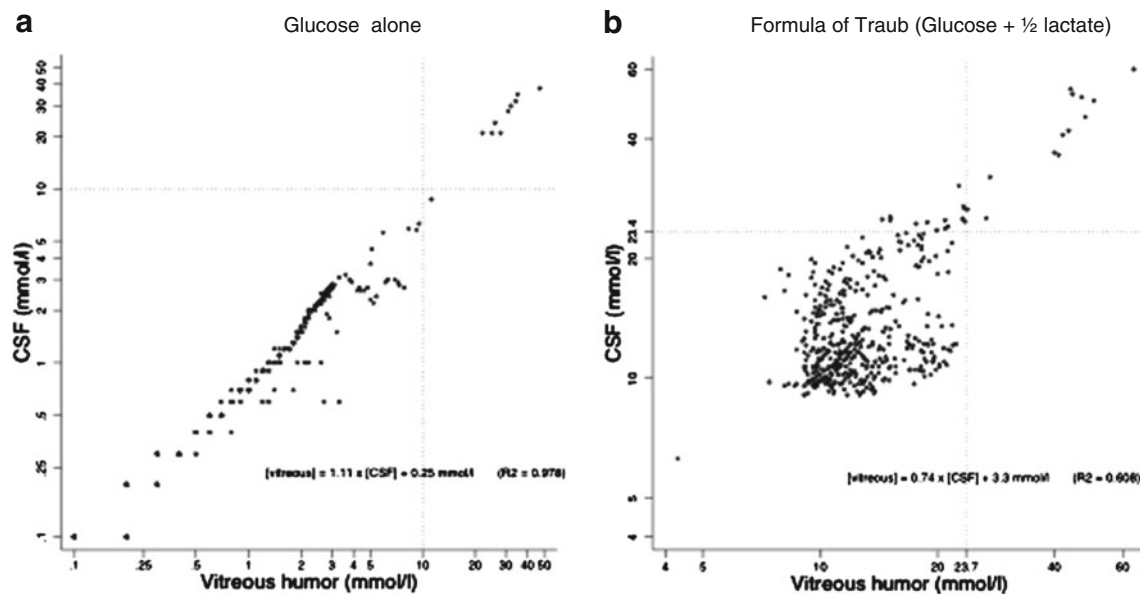 a
Glucose alone
CSF (mmol/l)
50
40
30
20
10
5
4
3
2
1
.5
.25
.1
[vitreous] = 1.11 x [CSF] + 0.25 mmol/l (R2 = 0.978)
.1 .25 .5 1 2 3 4 5 10 20 30 40 50
Vitreous humor (mmol/l)
b
Formula of Traub (Glucose + ½ lactate)
CSF (mmol/l)
60
40
23.4
20
10
5
4
[vitreous] = 0.74 x [CSF] + 3.3 mmol/l (R2 = 0.608)
4 5 10 20 23.7 40 60
Vitreous humor (mmol/l)